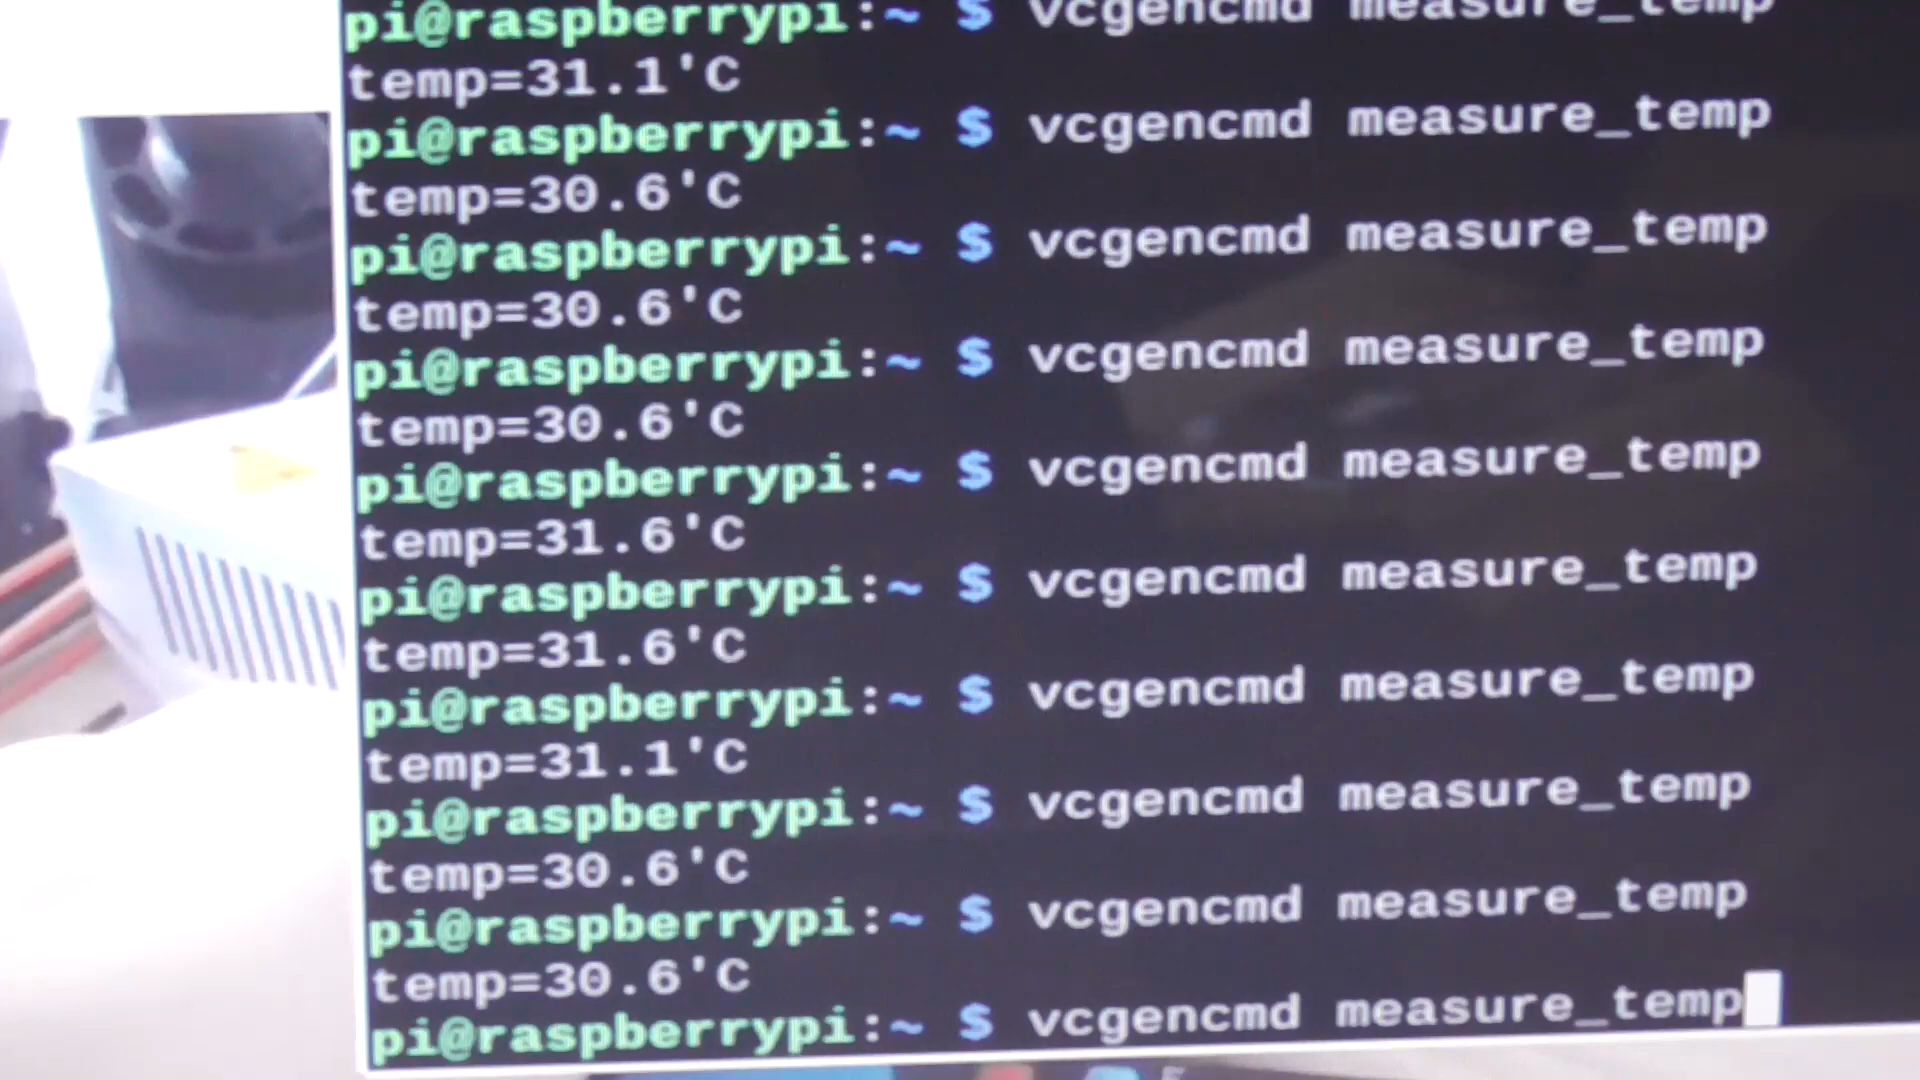 pi@raspberrypi:~ $ vcgencmd measure_temp
temp=31.1'C
pi@raspberrypi:~ $ vcgencmd measure_temp
temp=30.6'C
pi@raspberrypi:~ $ vcgencmd measure_temp
temp=30.6'C
pi@raspberrypi:~ $ vcgencmd measure_temp
temp=30.6'C
pi@raspberrypi:~ $ vcgencmd measure_temp
temp=31.6'C
pi@raspberrypi:~ $ vcgencmd measure_temp
temp=31.6'C
pi@raspberrypi:~ $ vcgencmd measure_temp
temp=31.1'C
pi@raspberrypi:~ $ vcgencmd measure_temp
temp=30.6'C
pi@raspberrypi:~ $ vcgencmd measure_temp
temp=30.6'C
pi@raspberrypi:~ $ vcgencmd measure_temp